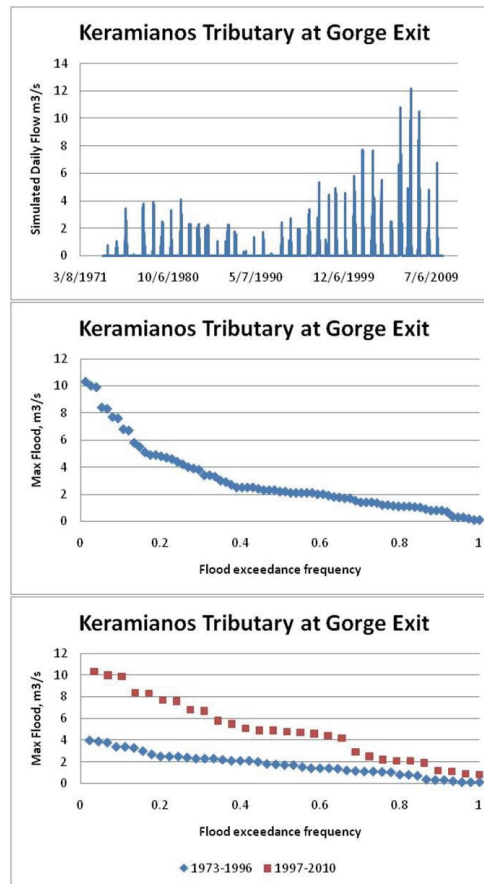 Keramianos Tributary at Gorge Exit
Simulated Daily Flow m3/s
14
12
10
8
6
4
2
0
3/8/1971 10/6/1980 5/7/1990 12/6/1999 7/6/2009
Keramianos Tributary at Gorge Exit
Max Flood, m3/s
12
10
8
6
4
2
0
0 0.2 0.4 0.6 0.8 1
Flood exceedance frequency
Keramianos Tributary at Gorge Exit
Max Flood, m3/s
12
10
8
6
4
2
0
0 0.2 0.4 0.6 0.8 1
Flood exceedance frequency
1973-1996 1997-2010